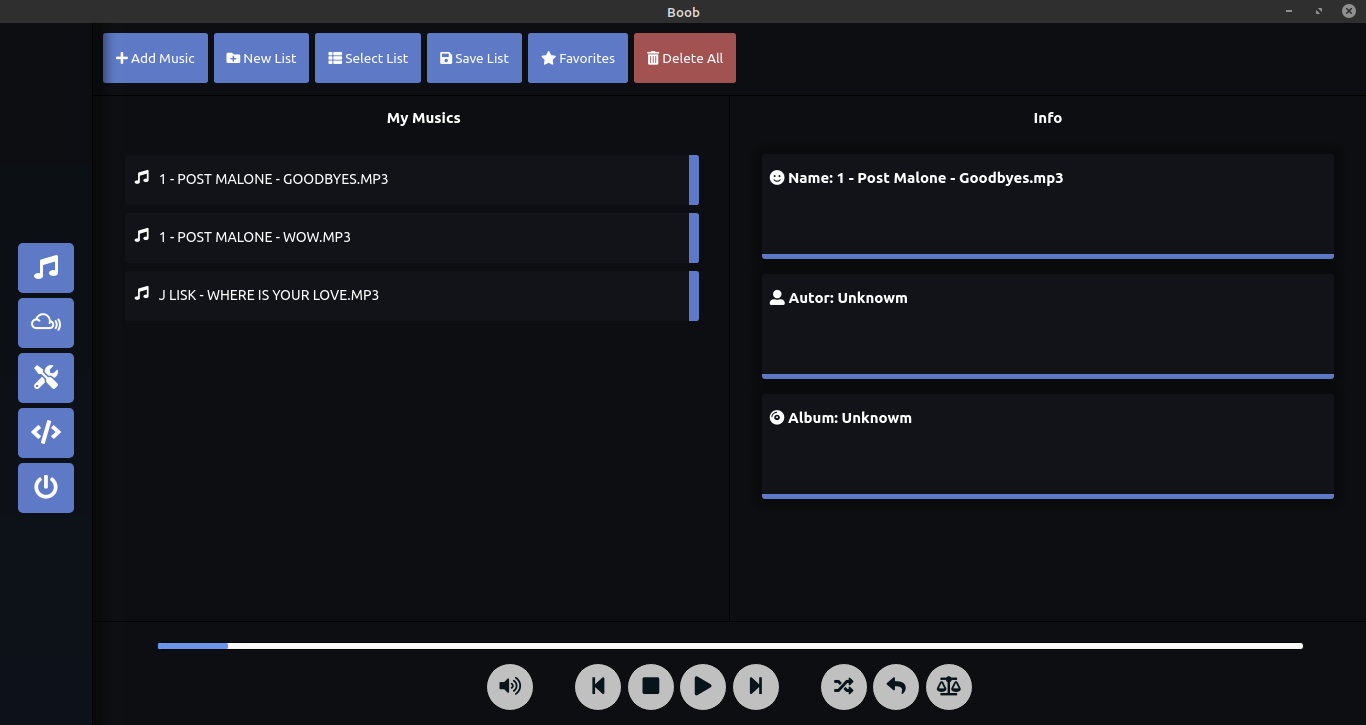 Boob
Add Music New List Select List Save List Favorites Delete All
My Musics
1 - POST MALONE - GOODBYES.MP3
1 - POST MALONE - WOW.MP3
J LISK - WHERE IS YOUR LOVE.MP3
Info
Name: 1 - Post Malone - Goodbyes.mp3
Autor: Unknowm
Album: Unknowm